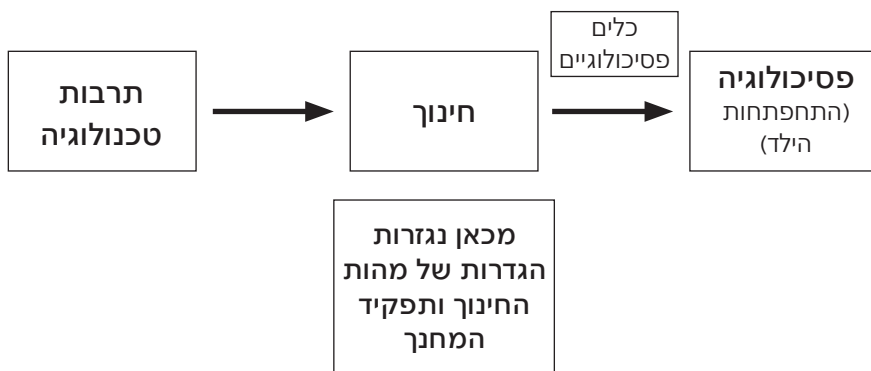 תרבות
טכנולוגיה
חינוך
כלים
פסיכולוגיים
פסיכולוגיה
(התחפתחות
הילד)
מכאן נגזרות
הגדרות של מהות
החינוך ותפקיד
המחנך